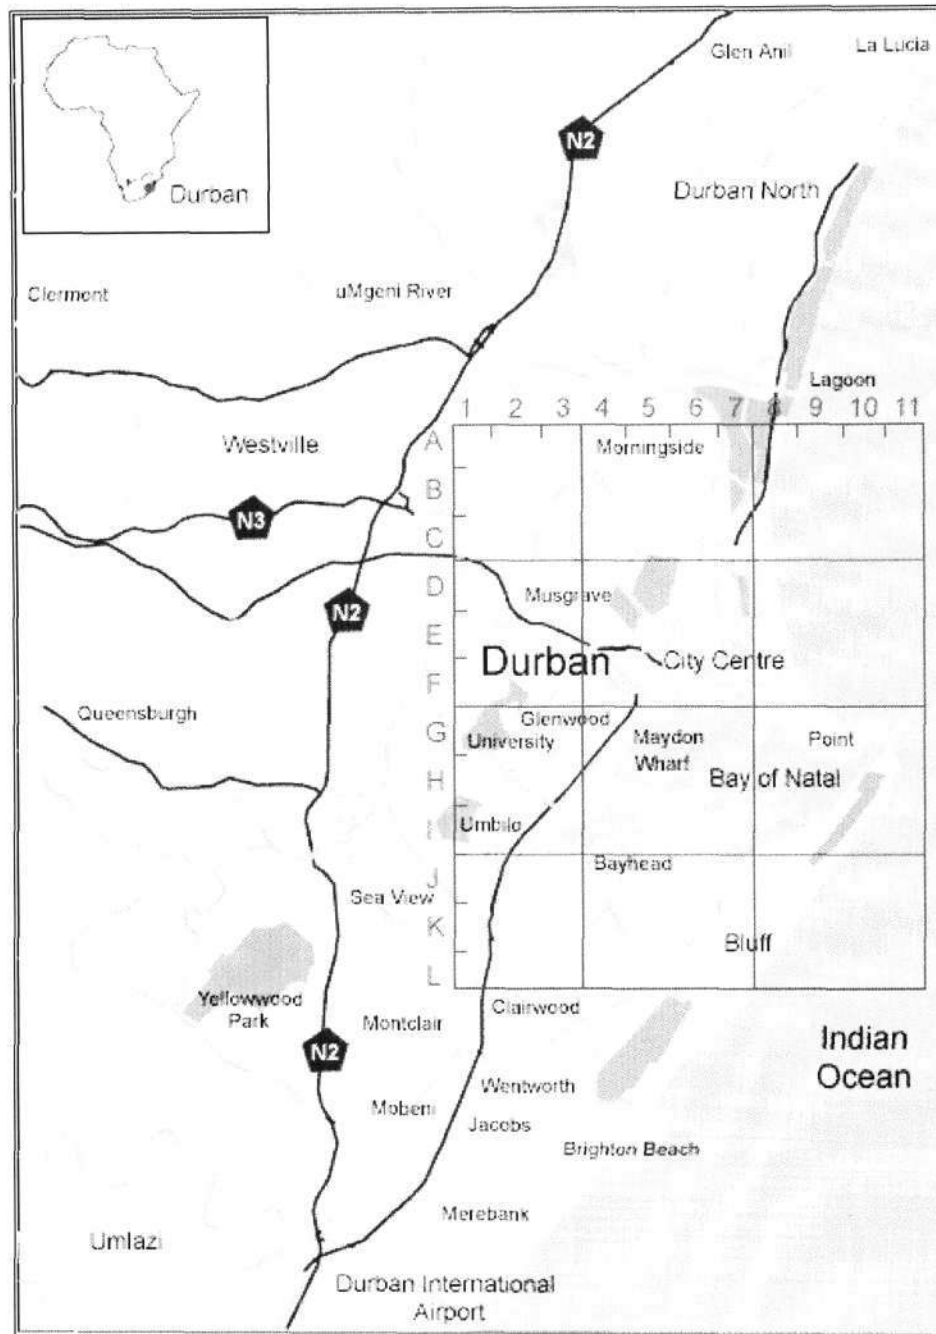 Glen Anil
La Lucia
N2
Durban
Durban North
Clermont
uMgeni River
Lagoon
1 2 3 4 5 6 7 8 9 10 11
Westville
A
Morningside
B
N3
C
D
Musgrave
N2
E
Durban
City Centre
F
Queensburgh
Glenwood
G
University
Maydon
Wharf
Point
H
Bay of Natal
I
Umbilo
Bayhead
J
Sea View
K
Bluff
L
Yellowwood
Park
Clairwood
Montclair
N2
Indian
Ocean
Wentworth
Mobeni
Jacobs
Brighton Beach
Merebank
Umlazi
Durban International
Airport